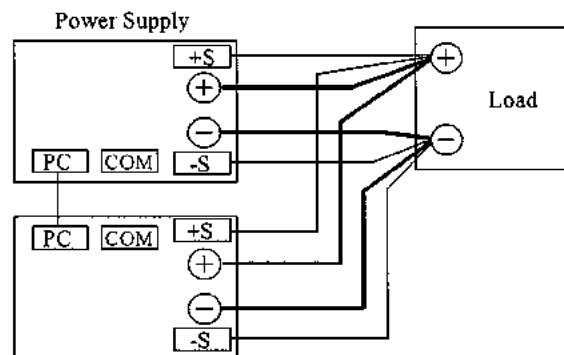 Power Supply
+S
+
−
-S
PC COM
+
−
Load
PC COM
+S
+
−
-S